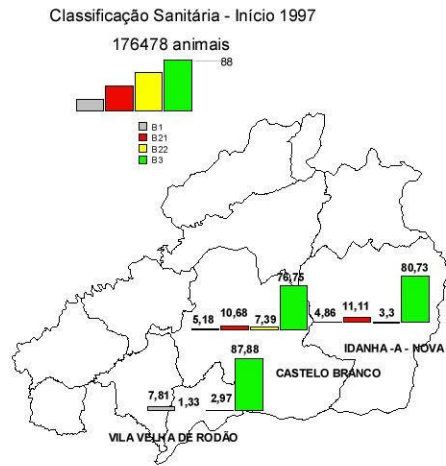 Classificação Sanitária - Início 1997
176478 animais
88
B1
B21
B22
B3
76,75
80,73
5,18 10,68 7,39
4,86 11,11 3,3
IDANHA -A - NOVA
87,88
CASTELO BRANCO
7,81 1,33 2,97
VILA VELHA DE RODÃO